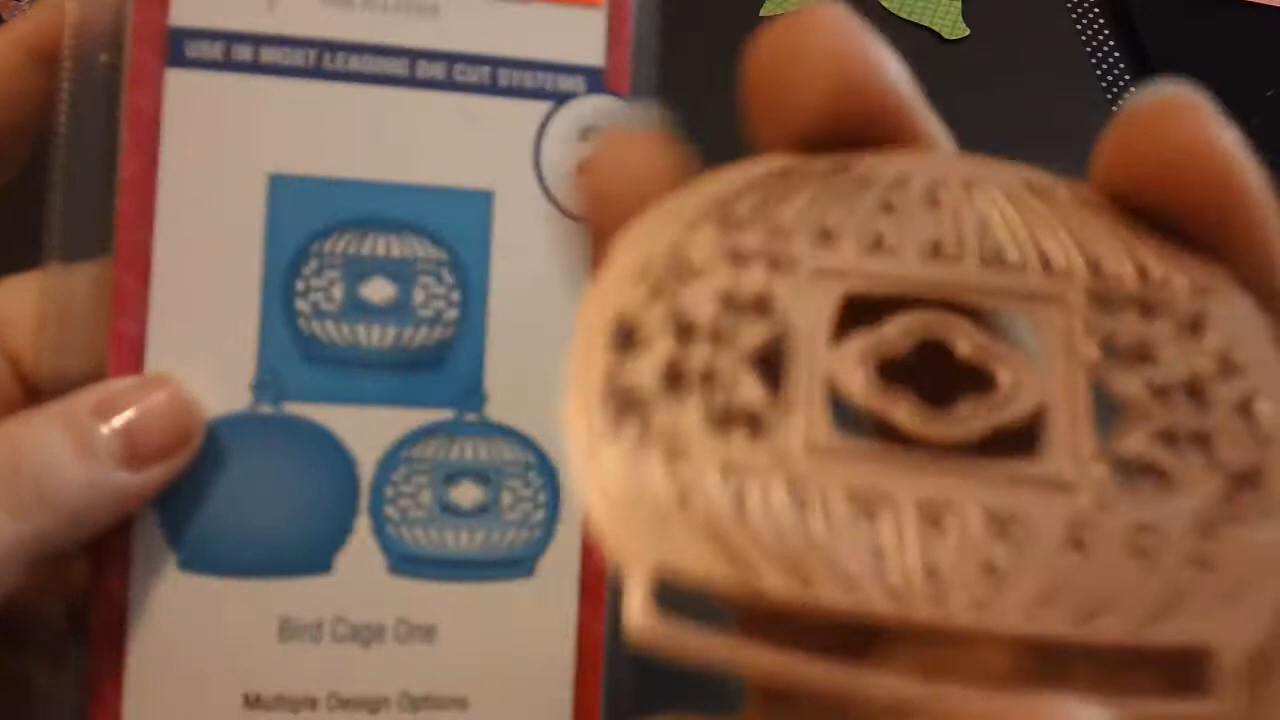 USE IN MOST LEADING DIE CUT SYSTEMS
Bird Cage One
Multiple Design Options